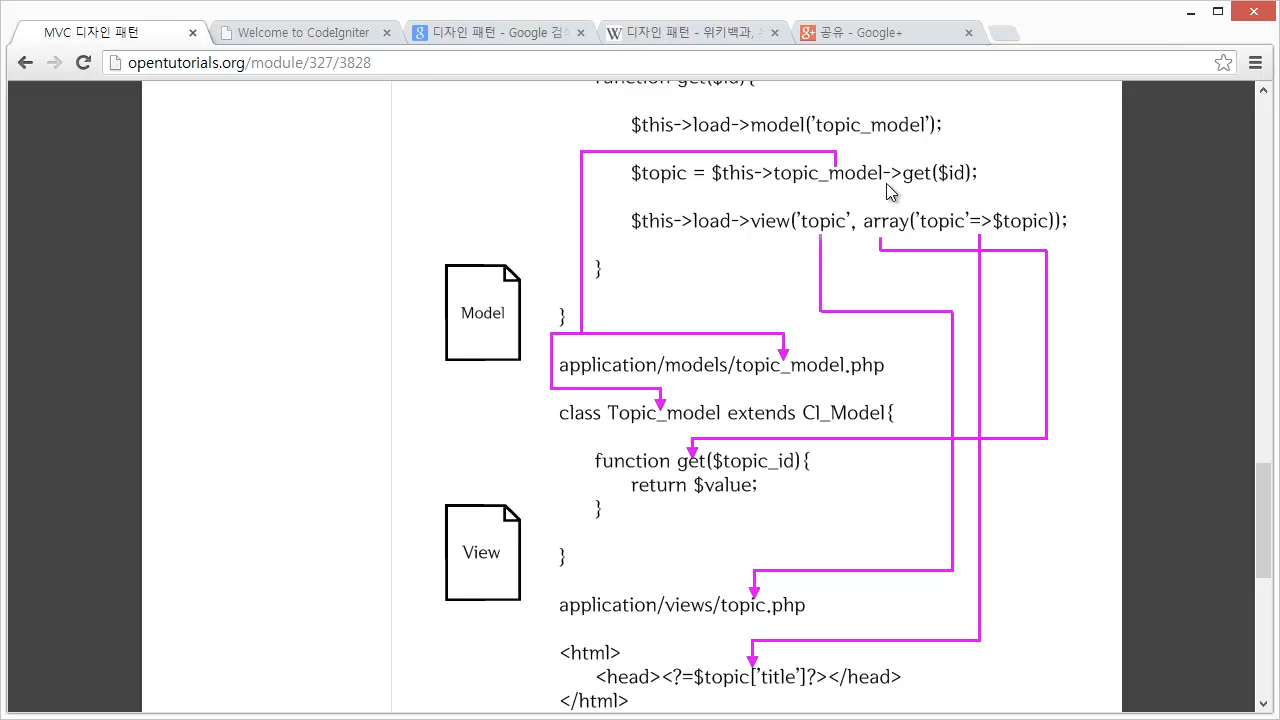 MVC 디자인 패턴
Welcome to CodeIgniter
디자인 패턴 - Google 검
디자인 패턴 - 위키백과,
공유 - Google+
opentutorials.org/module/327/3828
function get($id){
$this->load->model('topic_model');
$topic = $this->topic_model->get($id);
$this->load->view('topic', array('topic'=>$topic));
}
Model
}
application/models/topic_model.php
class Topic_model extends CI_Model{
function get($topic_id){
return $value;
}
View
}
application/views/topic.php
<html>
<head><?=$topic['title']?></head>
</html>